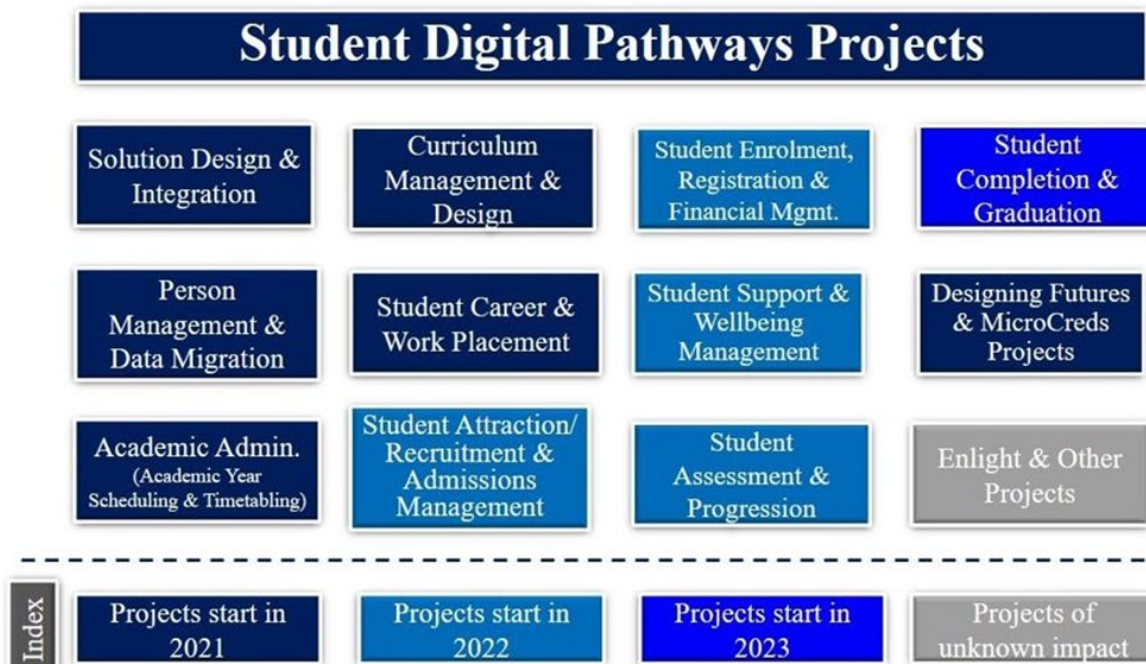 Student Digital Pathways Projects
Solution Design &
Integration
Curriculum
Management &
Design
Student Enrolment,
Registration &
Financial Mgmt.
Student
Completion &
Graduation
Person
Management &
Data Migration
Student Career &
Work Placement
Student Support &
Wellbeing
Management
Designing Futures
& MicroCreds
Projects
Academic Admin.
(Academic Year
Scheduling & Timetabling)
Student Attraction/
Recruitment &
Admissions
Management
Student
Assessment &
Progression
Enlight & Other
Projects
Index
Projects start in
2021
Projects start in
2022
Projects start in
2023
Projects of
unknown impact